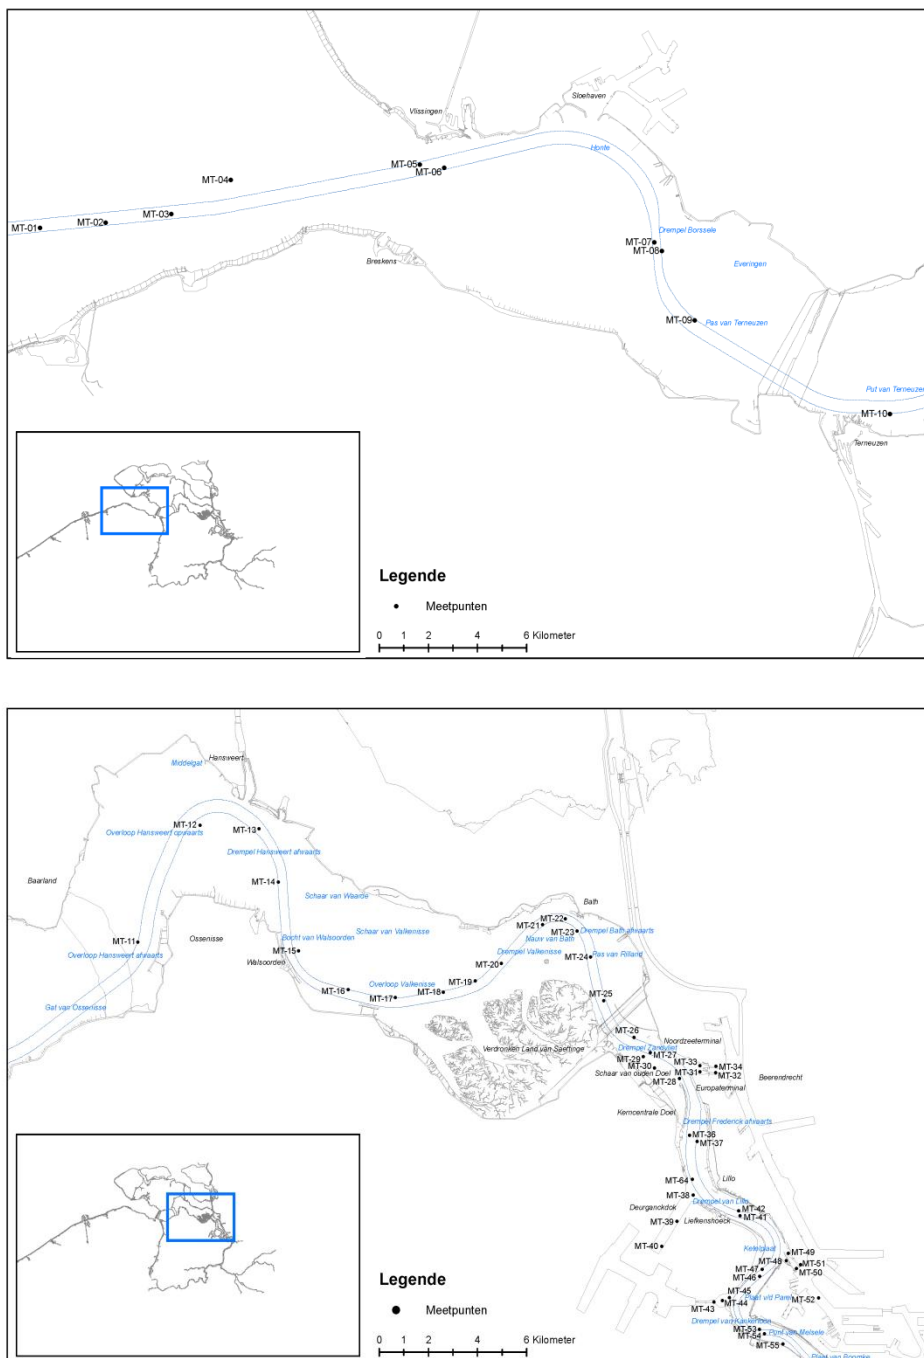 Sloehaven
Vlissingen
Honte
MT-05
MT-06
MT-04
MT-03
MT-02
MT-01
Drempel Borssele
MT-07
MT-08
Breskens
Everingen
MT-09
Pas van Terneuzen
Put van Terneuzen
MT-10
Terneuzen
Legende
Meetpunten
0 1 2 4 6 Kilometer
Hansweert
Middelgat
MT-12
Overloop Hansweert opwaarts
MT-13
Drempel Hansweert afwaarts
Baarland
MT-14
Schaar van Waarde
Bath
MT-22
MT-21
MT-23
Drempel Bath afwaarts
Schaar van Valkenisse
Bocht van Walsoorden
Nauw van Bath
MT-11
Ossenisse
MT-15
Drempel Valkenisse
Overloop Hansweert afwaarts
MT-24
Pas van Rilland
Walsoorden
MT-20
MT-19
Overloop Valkenisse
MT-16
MT-18
MT-17
MT-25
Gat van Ossenisse
MT-26
Noordzeeterminal
Verdronken Land van Saeftinge
Drempel Zandvliet
MT-27
MT-29
MT-30
MT-33
MT-34
MT-31
MT-32
Schaar van ouden Doel
MT-28
Beerendrecht
Europaterminal
Kerncentrale Doel
Drempel Frederick afwaarts
MT-36
MT-37
MT-64
Lillo
MT-38
Drempel van Lillo
Deurganckdok
MT-42
MT-41
MT-39
Liefkenshoeck
MT-40
Ketelplaat
MT-49
MT-48
MT-51
MT-50
MT-47
MT-46
MT-45
MT-44
MT-43
Plaat v/d Parel
MT-52
Drempel van
MT-53
MT-54
Punt van Melsele
MT-55
Legende
Meetpunten
0 1 2 4 6 Kilometer